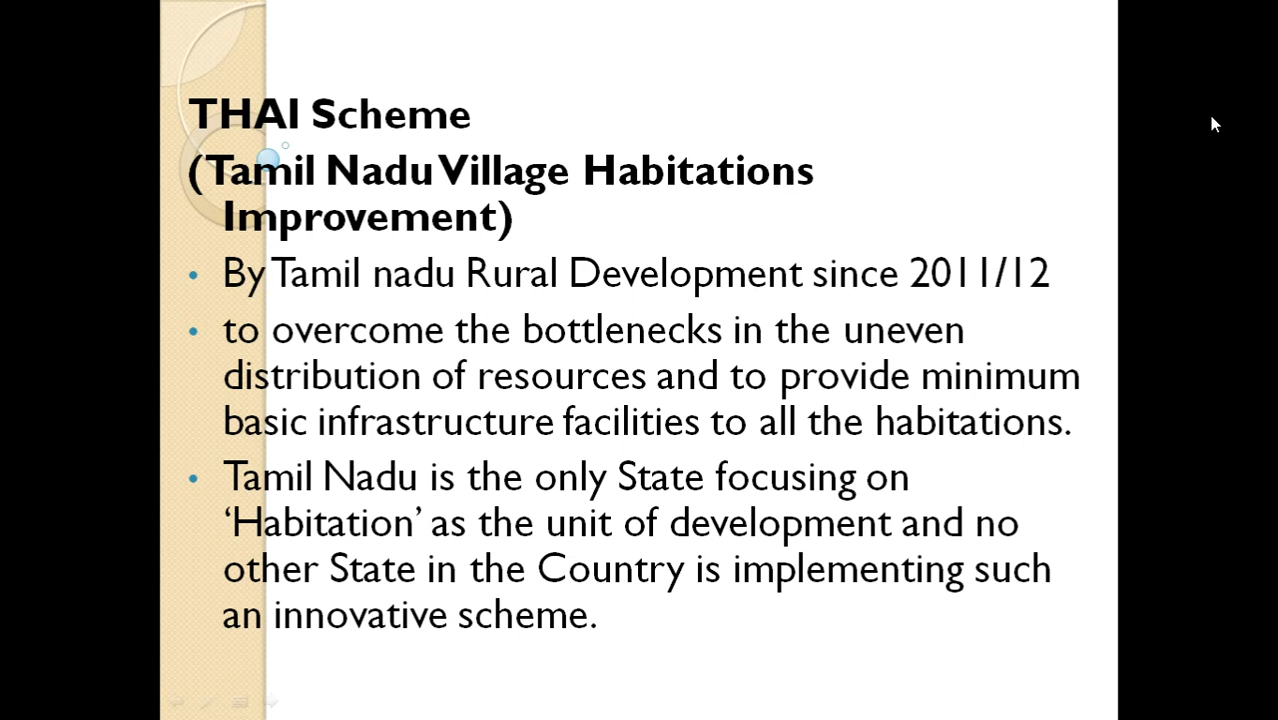 THAI Scheme
(Tamil Nadu Village Habitations
Improvement)
• By Tamil nadu Rural Development since 2011/12
• to overcome the bottlenecks in the uneven
distribution of resources and to provide minimum
basic infrastructure facilities to all the habitations.
• Tamil Nadu is the only State focusing on
‘Habitation’ as the unit of development and no
other State in the Country is implementing such
an innovative scheme.